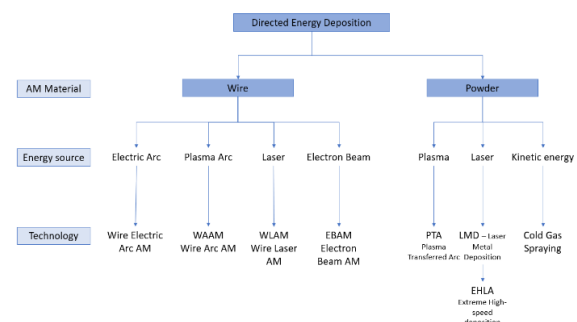 Directed Energy Deposition
AM Material
Wire
Powder
Energy source
Electric Arc
Plasma Arc
Laser
Electron Beam
Plasma
Laser
Kinetic energy
Technology
Wire Electric
Arc AM
WAAM
Wire Arc AM
WLAM
Wire Laser
AM
EBAM
Electron
Beam AM
PTA
Plasma
Transferred Arc
LMD – Laser
Metal
Deposition
Cold Gas
Spraying
EHLA
Extreme High-
speed
deposition